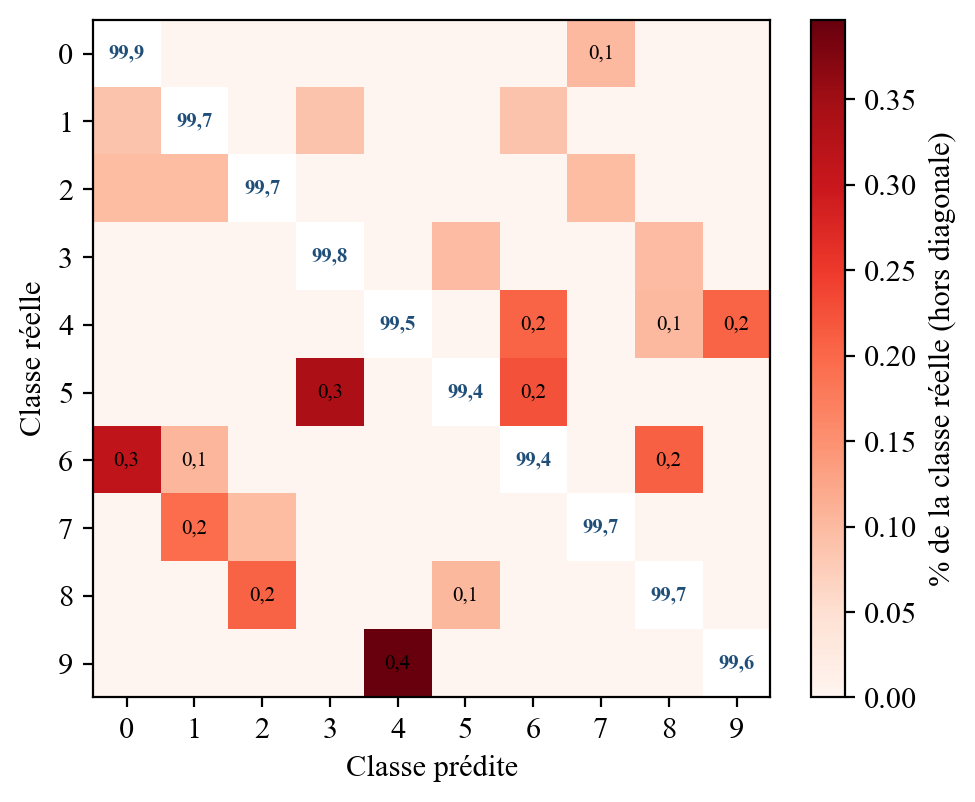 0 99,9 0,1
1 99,7
2 99,7
3 99,8
4 99,5 0,2 0,1 0,2
5 0,3 99,4 0,2
6 0,3 0,1 99,4 0,2
7 0,2 99,7
8 0,2 0,1 99,7
9 0,4 99,6
0 1 2 3 4 5 6 7 8 9
Classe prédite
Classe réelle
0.35
0.30
0.25
0.20
0.15
0.10
0.05
0.00
% de la classe réelle (hors diagonale)